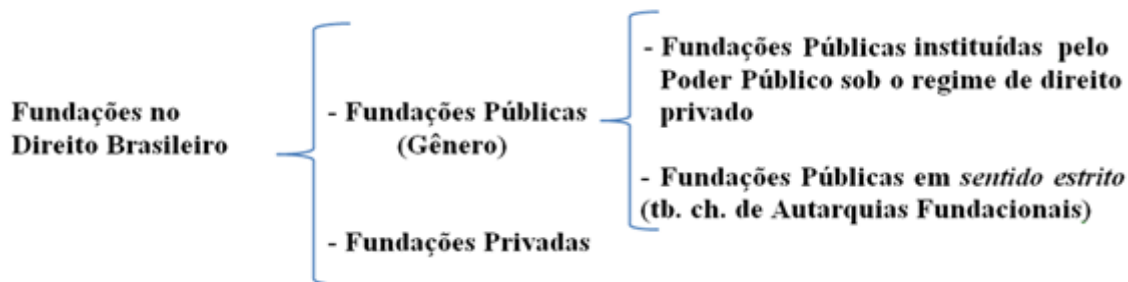 Fundações no
Direito Brasileiro
- Fundações Públicas
(Gênero)
- Fundações Privadas
- Fundações Públicas instituídas pelo
Poder Público sob o regime de direito
privado
- Fundações Públicas em sentido estrito
(tb. ch. de Autarquias Fundacionais)